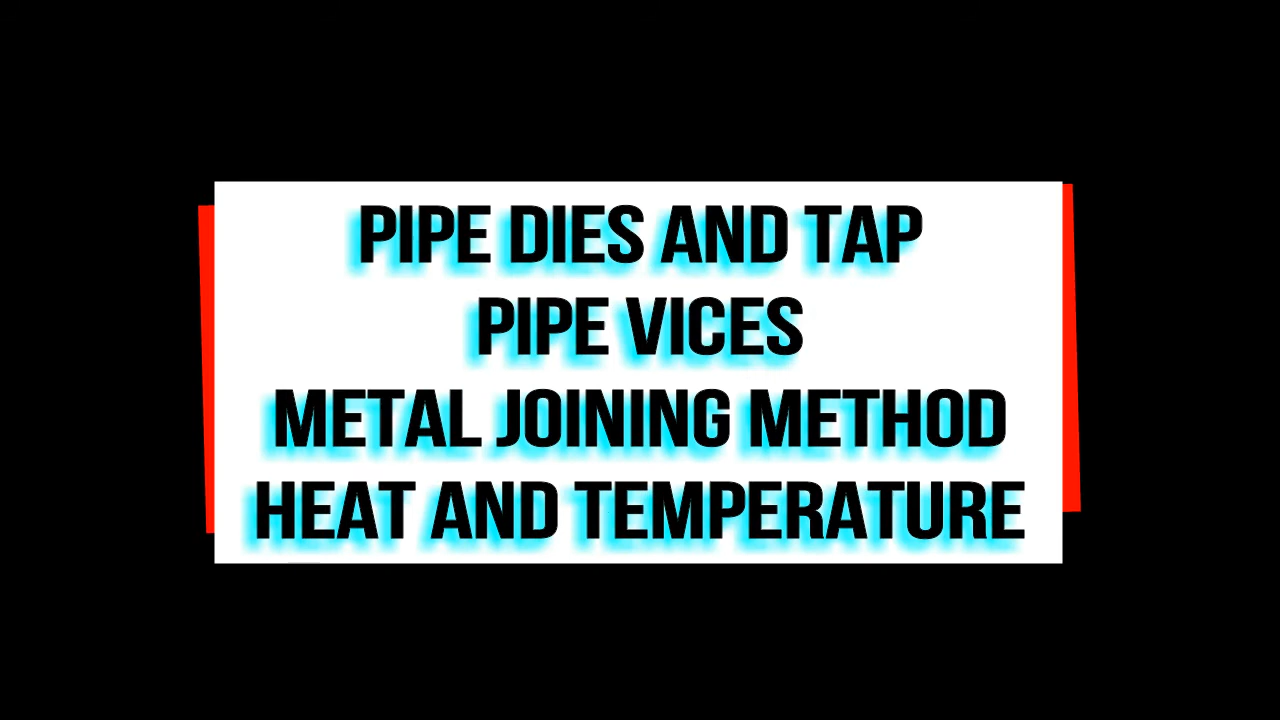 PIPE DIES AND TAP
PIPE VICES
METAL JOINING METHOD
HEAT AND TEMPERATURE